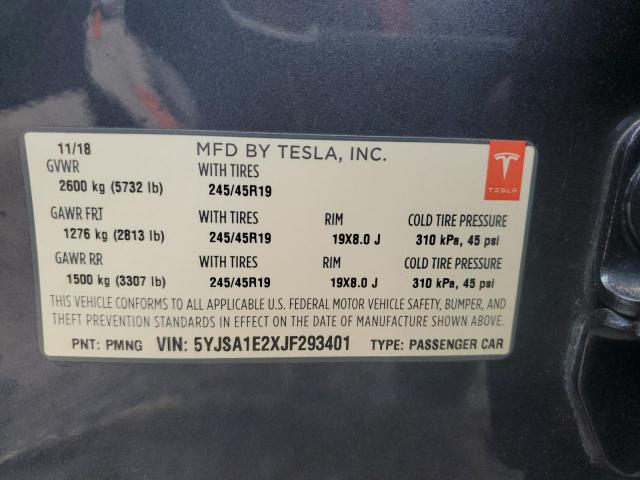 11/18 MFD BY TESLA, INC.
GVWR WITH TIRES
2600 kg (5732 lb) 245/45R19
TESLA
GAWR FRT WITH TIRES RIM COLD TIRE PRESSURE
1276 kg (2813 lb) 245/45R19 19X8.0 J 310 kPa, 45 psi
GAWR RR WITH TIRES RIM COLD TIRE PRESSURE
1500 kg (3307 lb) 245/45R19 19X8.0 J 310 kPa, 45 psi
THIS VEHICLE CONFORMS TO ALL APPLICABLE U.S. FEDERAL MOTOR VEHICLE SAFETY, BUMPER, AND
THEFT PREVENTION STANDARDS IN EFFECT ON THE DATE OF MANUFACTURE SHOWN ABOVE.
PNT: PMNG VIN: 5YJSA1E2XJF293401 TYPE: PASSENGER CAR